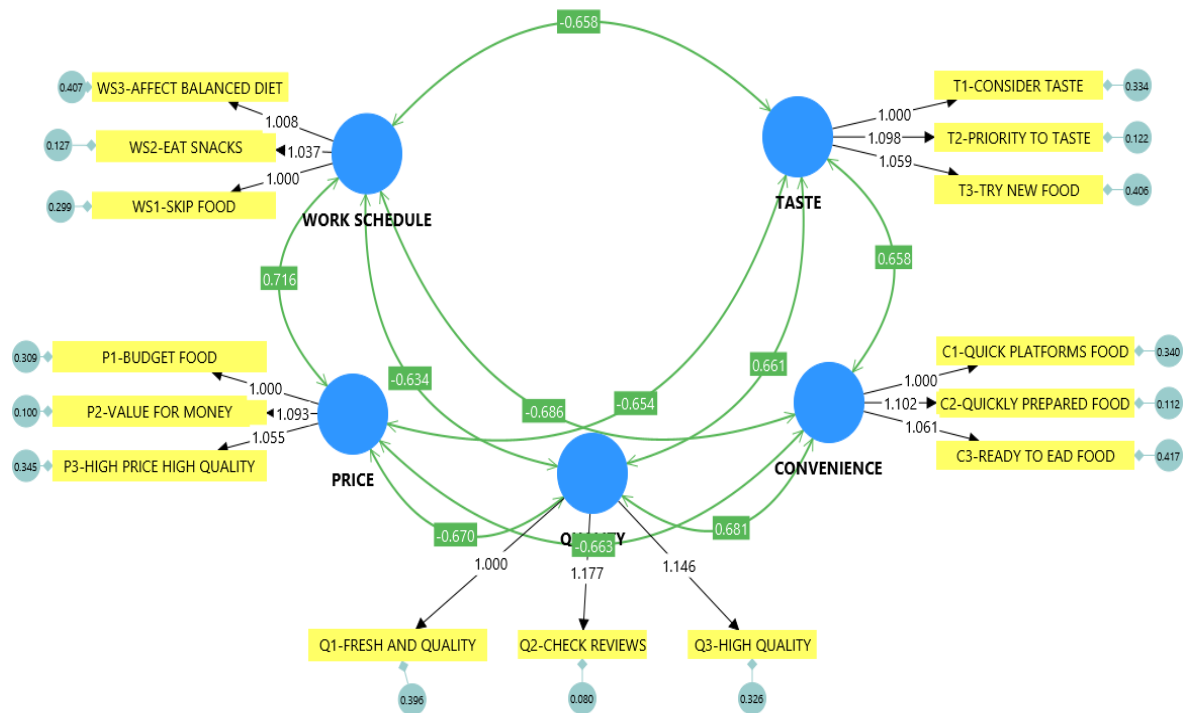 -0.658
WS3-AFFECT BALANCED DIET
0.407
1.008
WS2-EAT SNACKS
0.127
1.037
WS1-SKIP FOOD
0.299
1.000
WORK SCHEDULE
T1-CONSIDER TASTE
0.334
1.000
T2-PRIORITY TO TASTE
0.122
1.098
T3-TRY NEW FOOD
0.406
1.059
TASTE
0.716
0.658
P1-BUDGET FOOD
0.309
1.000
P2-VALUE FOR MONEY
0.100
1.093
P3-HIGH PRICE HIGH QUALITY
0.345
1.055
PRICE
-0.634
-0.686
-0.654
0.661
C1-QUICK PLATFORMS FOOD
0.340
1.000
C2-QUICKLY PREPARED FOOD
0.112
1.102
C3-READY TO EAD FOOD
0.417
1.061
CONVENIENCE
-0.670
QUALITY
-0.663
0.681
1.000
1.177
1.146
Q1-FRESH AND QUALITY
Q2-CHECK REVIEWS
Q3-HIGH QUALITY
0.396
0.080
0.326